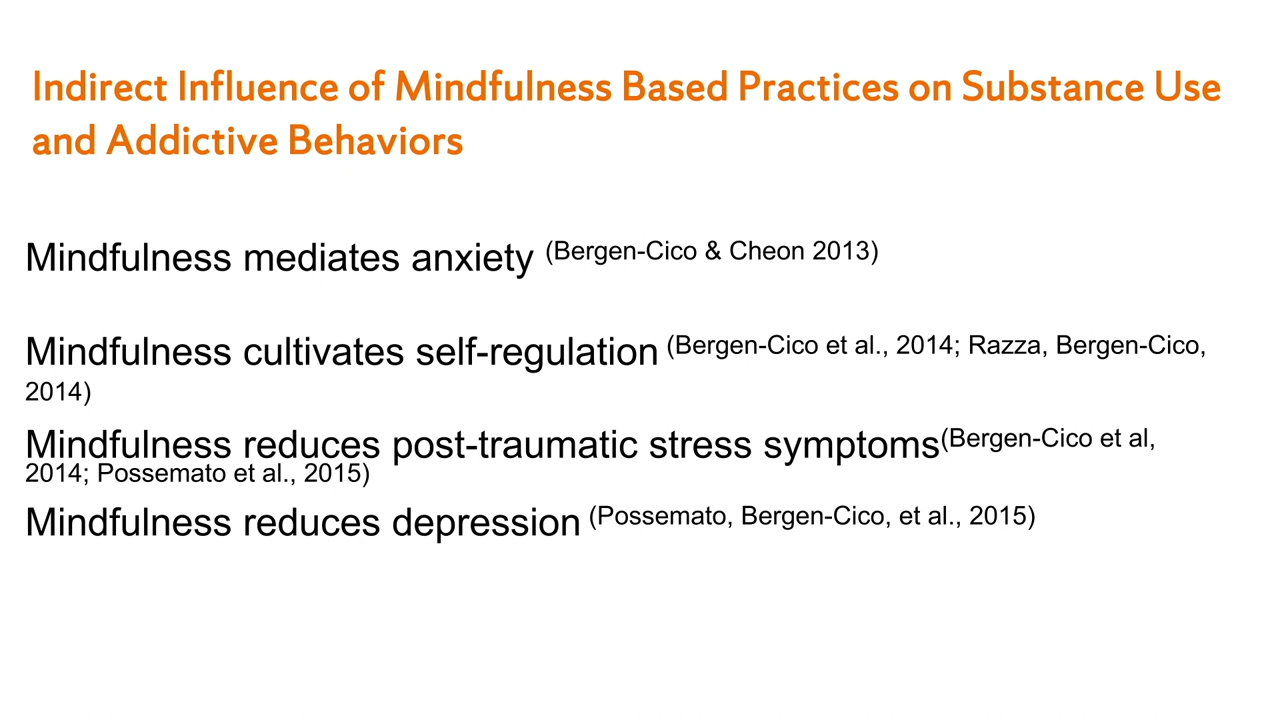 Indirect Influence of Mindfulness Based Practices on Substance Use
and Addictive Behaviors
Mindfulness mediates anxiety (Bergen-Cico & Cheon 2013)
Mindfulness cultivates self-regulation (Bergen-Cico et al., 2014; Razza, Bergen-Cico,
2014)
Mindfulness reduces post-traumatic stress symptoms(Bergen-Cico et al,
2014; Possemato et al., 2015)
Mindfulness reduces depression (Possemato, Bergen-Cico, et al., 2015)